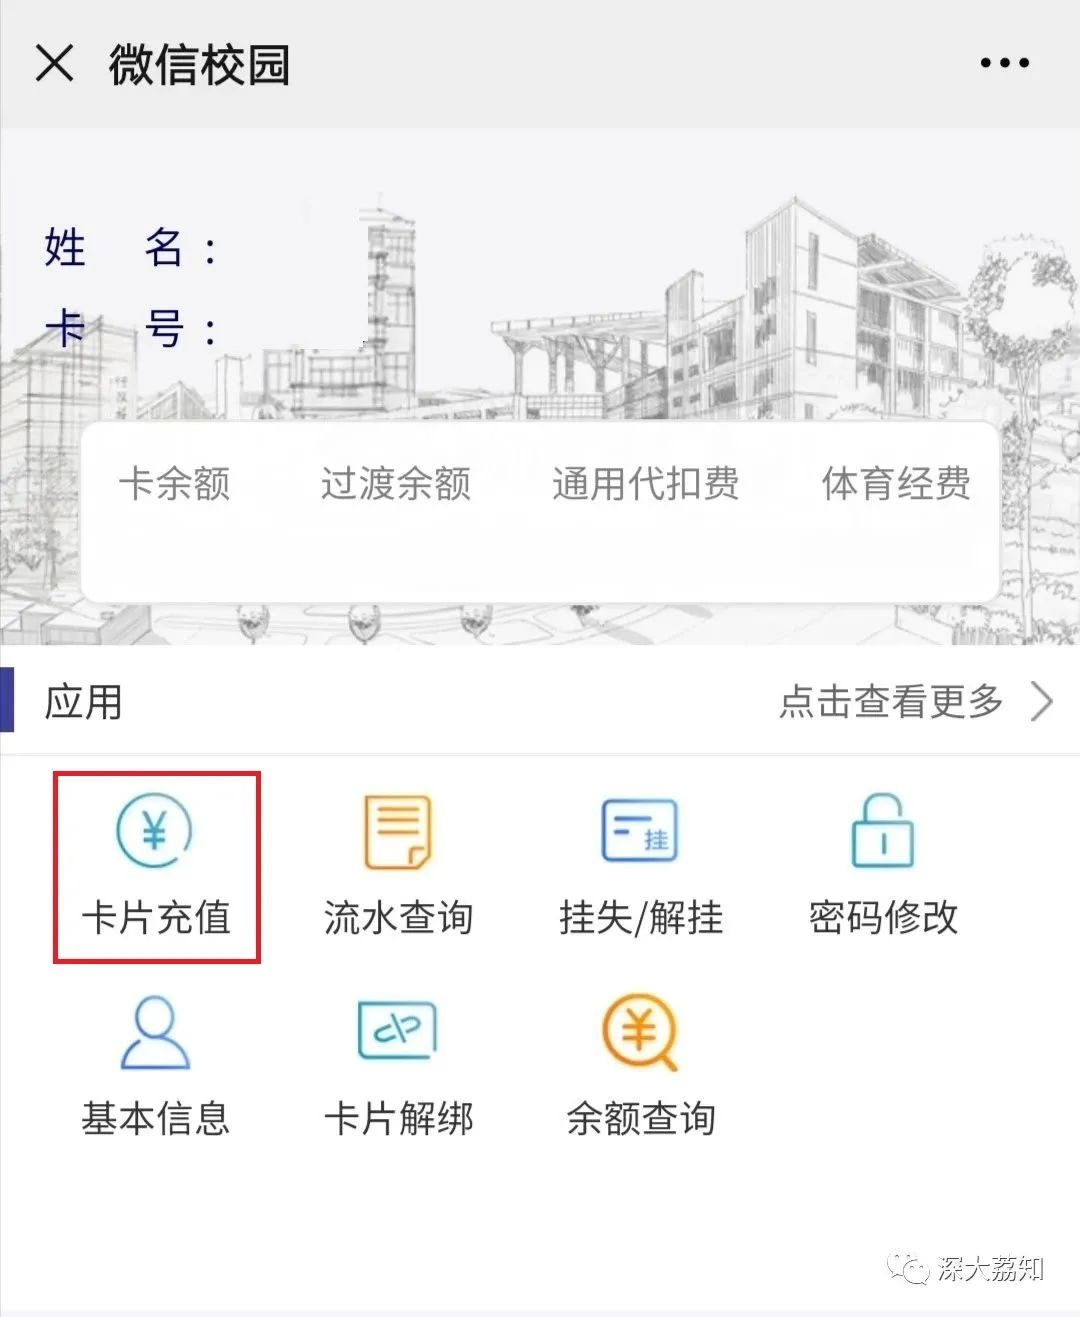 微信校园
姓 名：
卡 号：
卡余额 过渡余额 通用代扣费 体育经费
应用 点击查看更多
卡片充值 流水查询 挂失/解挂 密码修改
基本信息 卡片解绑 余额查询
深大荔知